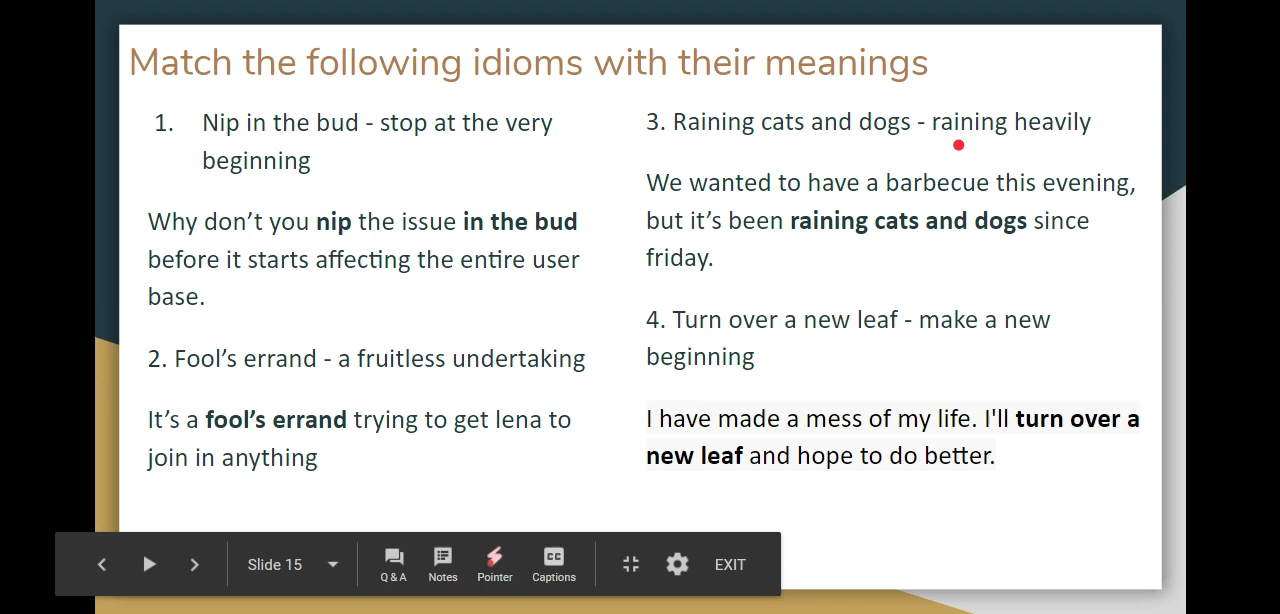 Match the following idioms with their meanings
1. Nip in the bud - stop at the very
beginning
Why don’t you nip the issue in the bud
before it starts affecting the entire user
base.
2. Fool’s errand - a fruitless undertaking
It’s a fool’s errand trying to get lena to
join in anything
3. Raining cats and dogs - raining heavily
We wanted to have a barbecue this evening,
but it’s been raining cats and dogs since
friday.
4. Turn over a new leaf - make a new
beginning
I have made a mess of my life. I'll turn over a
new leaf and hope to do better.
Slide 15
Q & A
Notes
Pointer
CC
Captions
EXIT